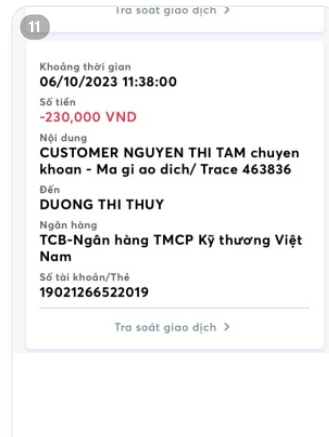 Tra soát giao dịch >
11
Khoảng thời gian
06/10/2023 11:38:00
Số tiền
-230,000 VND
Nội dung
CUSTOMER NGUYEN THI TAM chuyen
khoan - Ma gi ao dich/ Trace 463836
Đến
DUONG THI THUY
Ngân hàng
TCB-Ngân hàng TMCP Kỹ thương Việt
Nam
Số tài khoản/Thẻ
19021266522019
Tra soát giao dịch >